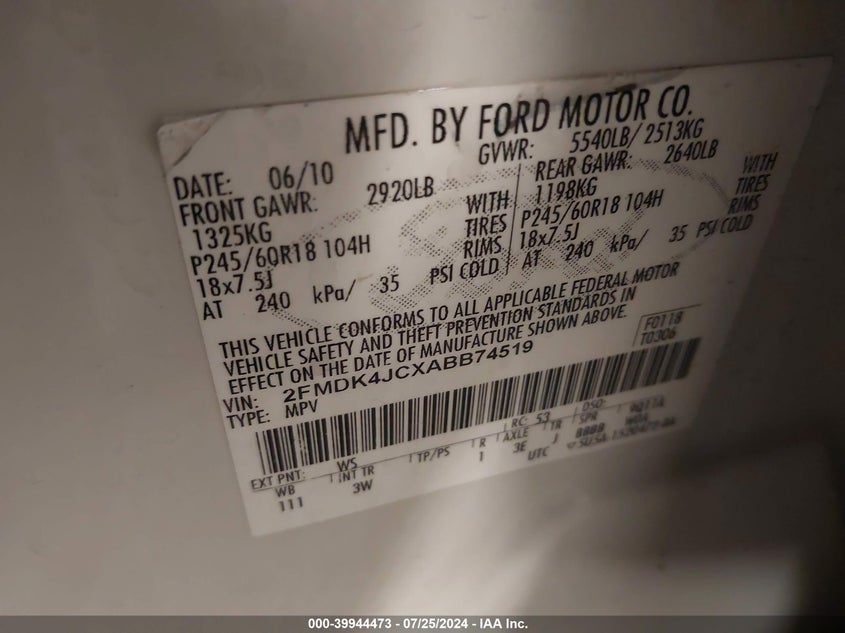 MFD. BY FORD MOTOR CO.
DATE: 06/10 GVWR: 5540LB/ 2513KG
FRONT GAWR: 2920LB REAR GAWR: 2640LB
1325KG WITH 1198KG WITH
P245/60R18 104H TIRES P245/60R18 104H TIRES
18x7.5J RIMS 18x7.5J RIMS
AT 240 kPa/ 35 PSI COLD AT 240 kPa/ 35 PSI COLD
THIS VEHICLE CONFORMS TO ALL APPLICABLE FEDERAL MOTOR
VEHICLE SAFETY AND THEFT PREVENTION STANDARDS IN
EFFECT ON THE DATE OF MANUFACTURE SHOWN ABOVE.
VIN: 2FMDK4JCXABB74519 F0118
TYPE: MPV T0306
EXT PNT: WS RC: 53 DSO:
WB INT TR TP/PS R AXLE TR SPR
111 3W 1 3E J 8888
UTC
000-39944473 - 07/25/2024 - IAA Inc.